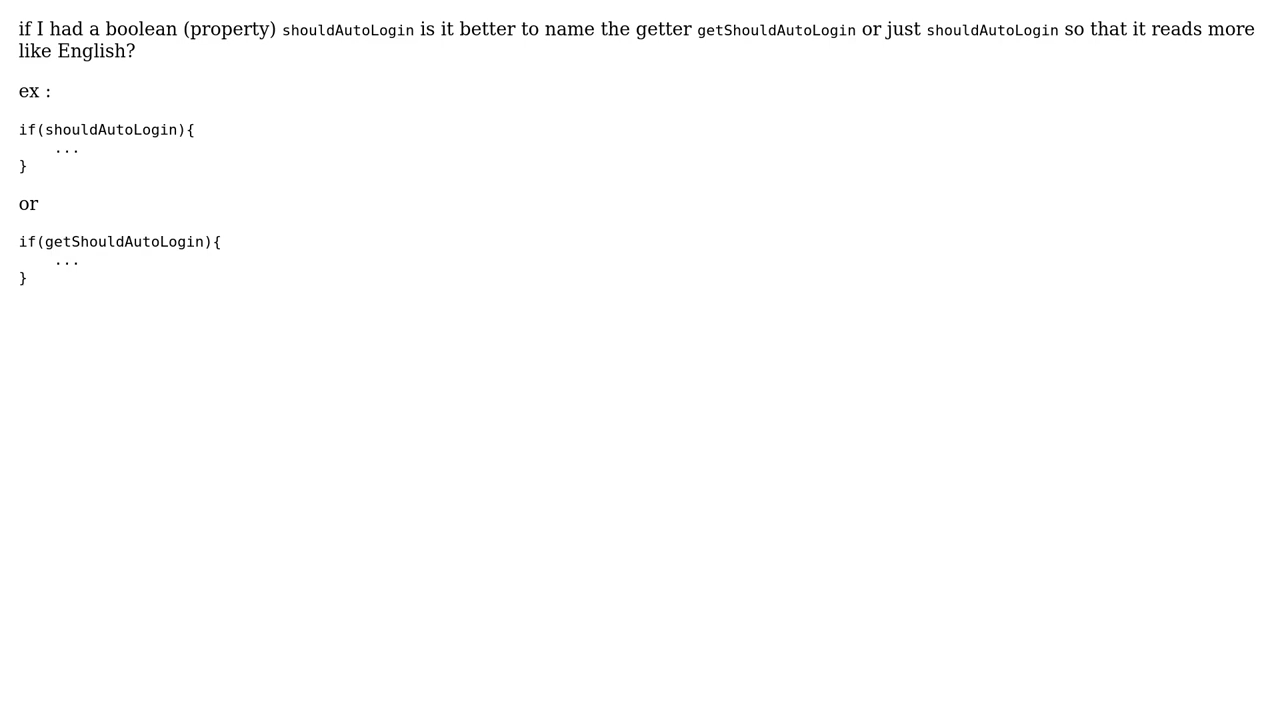 if I had a boolean (property) shouldAutoLogin is it better to name the getter getShouldAutoLogin or just shouldAutoLogin so that it reads more
like English?
ex :
if(shouldAutoLogin){
    ...
}
or
if(getShouldAutoLogin){
    ...
}